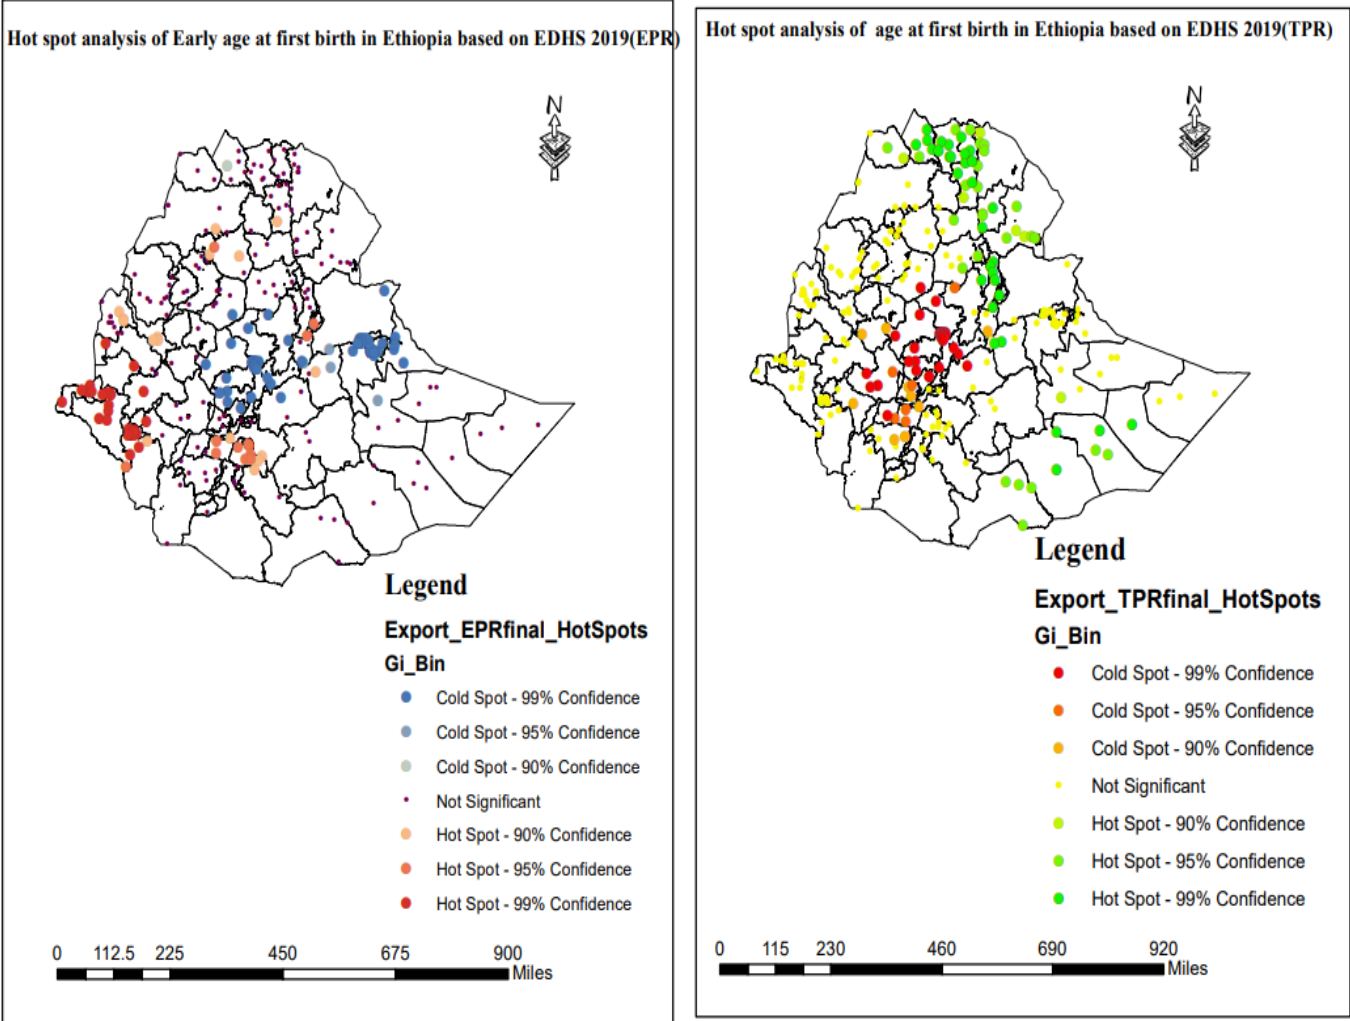 Hot spot analysis of Early age at first birth in Ethiopia based on EDHS 2019(EPR)
N
Legend
Export_EPRfinal_HotSpots
Gi_Bin
Cold Spot - 99% Confidence
Cold Spot - 95% Confidence
Cold Spot - 90% Confidence
Not Significant
Hot Spot - 90% Confidence
Hot Spot - 95% Confidence
Hot Spot - 99% Confidence
0 112.5 225 450 675 900
Miles
Hot spot analysis of age at first birth in Ethiopia based on EDHS 2019(TPR)
N
Legend
Export_TPRfinal_HotSpots
Gi_Bin
Cold Spot - 99% Confidence
Cold Spot - 95% Confidence
Cold Spot - 90% Confidence
Not Significant
Hot Spot - 90% Confidence
Hot Spot - 95% Confidence
Hot Spot - 99% Confidence
0 115 230 460 690 920
Miles